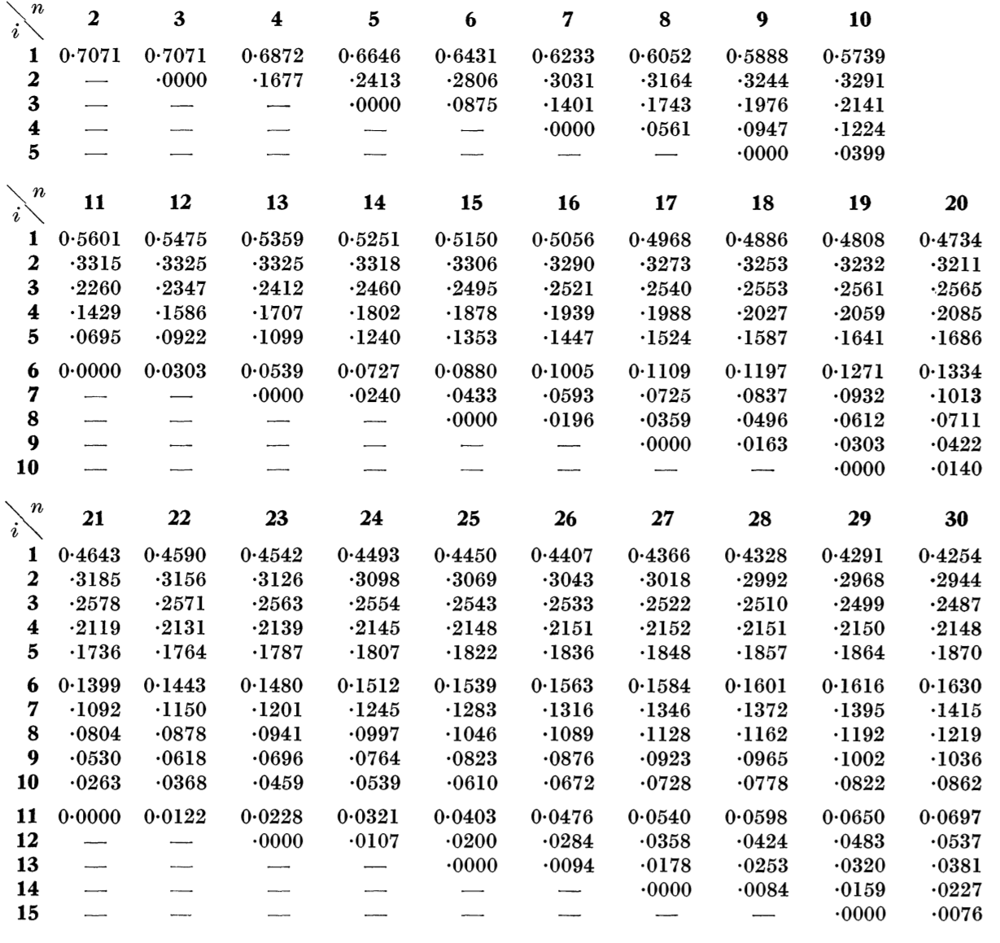 n
i 2 3 4 5 6 7 8 9 10
1 0·7071 0·7071 0·6872 0·6646 0·6431 0·6233 0·6052 0·5888 0·5739
2 — ·0000 ·1677 ·2413 ·2806 ·3031 ·3164 ·3244 ·3291
3 — — — ·0000 ·0875 ·1401 ·1743 ·1976 ·2141
4 — — — — — ·0000 ·0561 ·0947 ·1224
5 — — — — — — — ·0000 ·0399
n
i 11 12 13 14 15 16 17 18 19 20
1 0·5601 0·5475 0·5359 0·5251 0·5150 0·5056 0·4968 0·4886 0·4808 0·4734
2 ·3315 ·3325 ·3325 ·3318 ·3306 ·3290 ·3273 ·3253 ·3232 ·3211
3 ·2260 ·2347 ·2412 ·2460 ·2495 ·2521 ·2540 ·2553 ·2561 ·2565
4 ·1429 ·1586 ·1707 ·1802 ·1878 ·1939 ·1988 ·2027 ·2059 ·2085
5 ·0695 ·0922 ·1099 ·1240 ·1353 ·1447 ·1524 ·1587 ·1641 ·1686
6 0·0000 0·0303 0·0539 0·0727 0·0880 0·1005 0·1109 0·1197 0·1271 0·1334
7 — — ·0000 ·0240 ·0433 ·0593 ·0725 ·0837 ·0932 ·1013
8 — — — — ·0000 ·0196 ·0359 ·0496 ·0612 ·0711
9 — — — — — — ·0000 ·0163 ·0303 ·0422
10 — — — — — — — — ·0000 ·0140
n
i 21 22 23 24 25 26 27 28 29 30
1 0·4643 0·4590 0·4542 0·4493 0·4450 0·4407 0·4366 0·4328 0·4291 0·4254
2 ·3185 ·3156 ·3126 ·3098 ·3069 ·3043 ·3018 ·2992 ·2968 ·2944
3 ·2578 ·2571 ·2563 ·2554 ·2543 ·2533 ·2522 ·2510 ·2499 ·2487
4 ·2119 ·2131 ·2139 ·2145 ·2148 ·2151 ·2152 ·2151 ·2150 ·2148
5 ·1736 ·1764 ·1787 ·1807 ·1822 ·1836 ·1848 ·1857 ·1864 ·1870
6 0·1399 0·1443 0·1480 0·1512 0·1539 0·1563 0·1584 0·1601 0·1616 0·1630
7 ·1092 ·1150 ·1201 ·1245 ·1283 ·1316 ·1346 ·1372 ·1395 ·1415
8 ·0804 ·0878 ·0941 ·0997 ·1046 ·1089 ·1128 ·1162 ·1192 ·1219
9 ·0530 ·0618 ·0696 ·0764 ·0823 ·0876 ·0923 ·0965 ·1002 ·1036
10 ·0263 ·0368 ·0459 ·0539 ·0610 ·0672 ·0728 ·0778 ·0822 ·0862
11 0·0000 0·0122 0·0228 0·0321 0·0403 0·0476 0·0540 0·0598 0·0650 0·0697
12 — — ·0000 ·0107 ·0200 ·0284 ·0358 ·0424 ·0483 ·0537
13 — — — — ·0000 ·0094 ·0178 ·0253 ·0320 ·0381
14 — — — — — — ·0000 ·0084 ·0159 ·0227
15 — — — — — — — — ·0000 ·0076